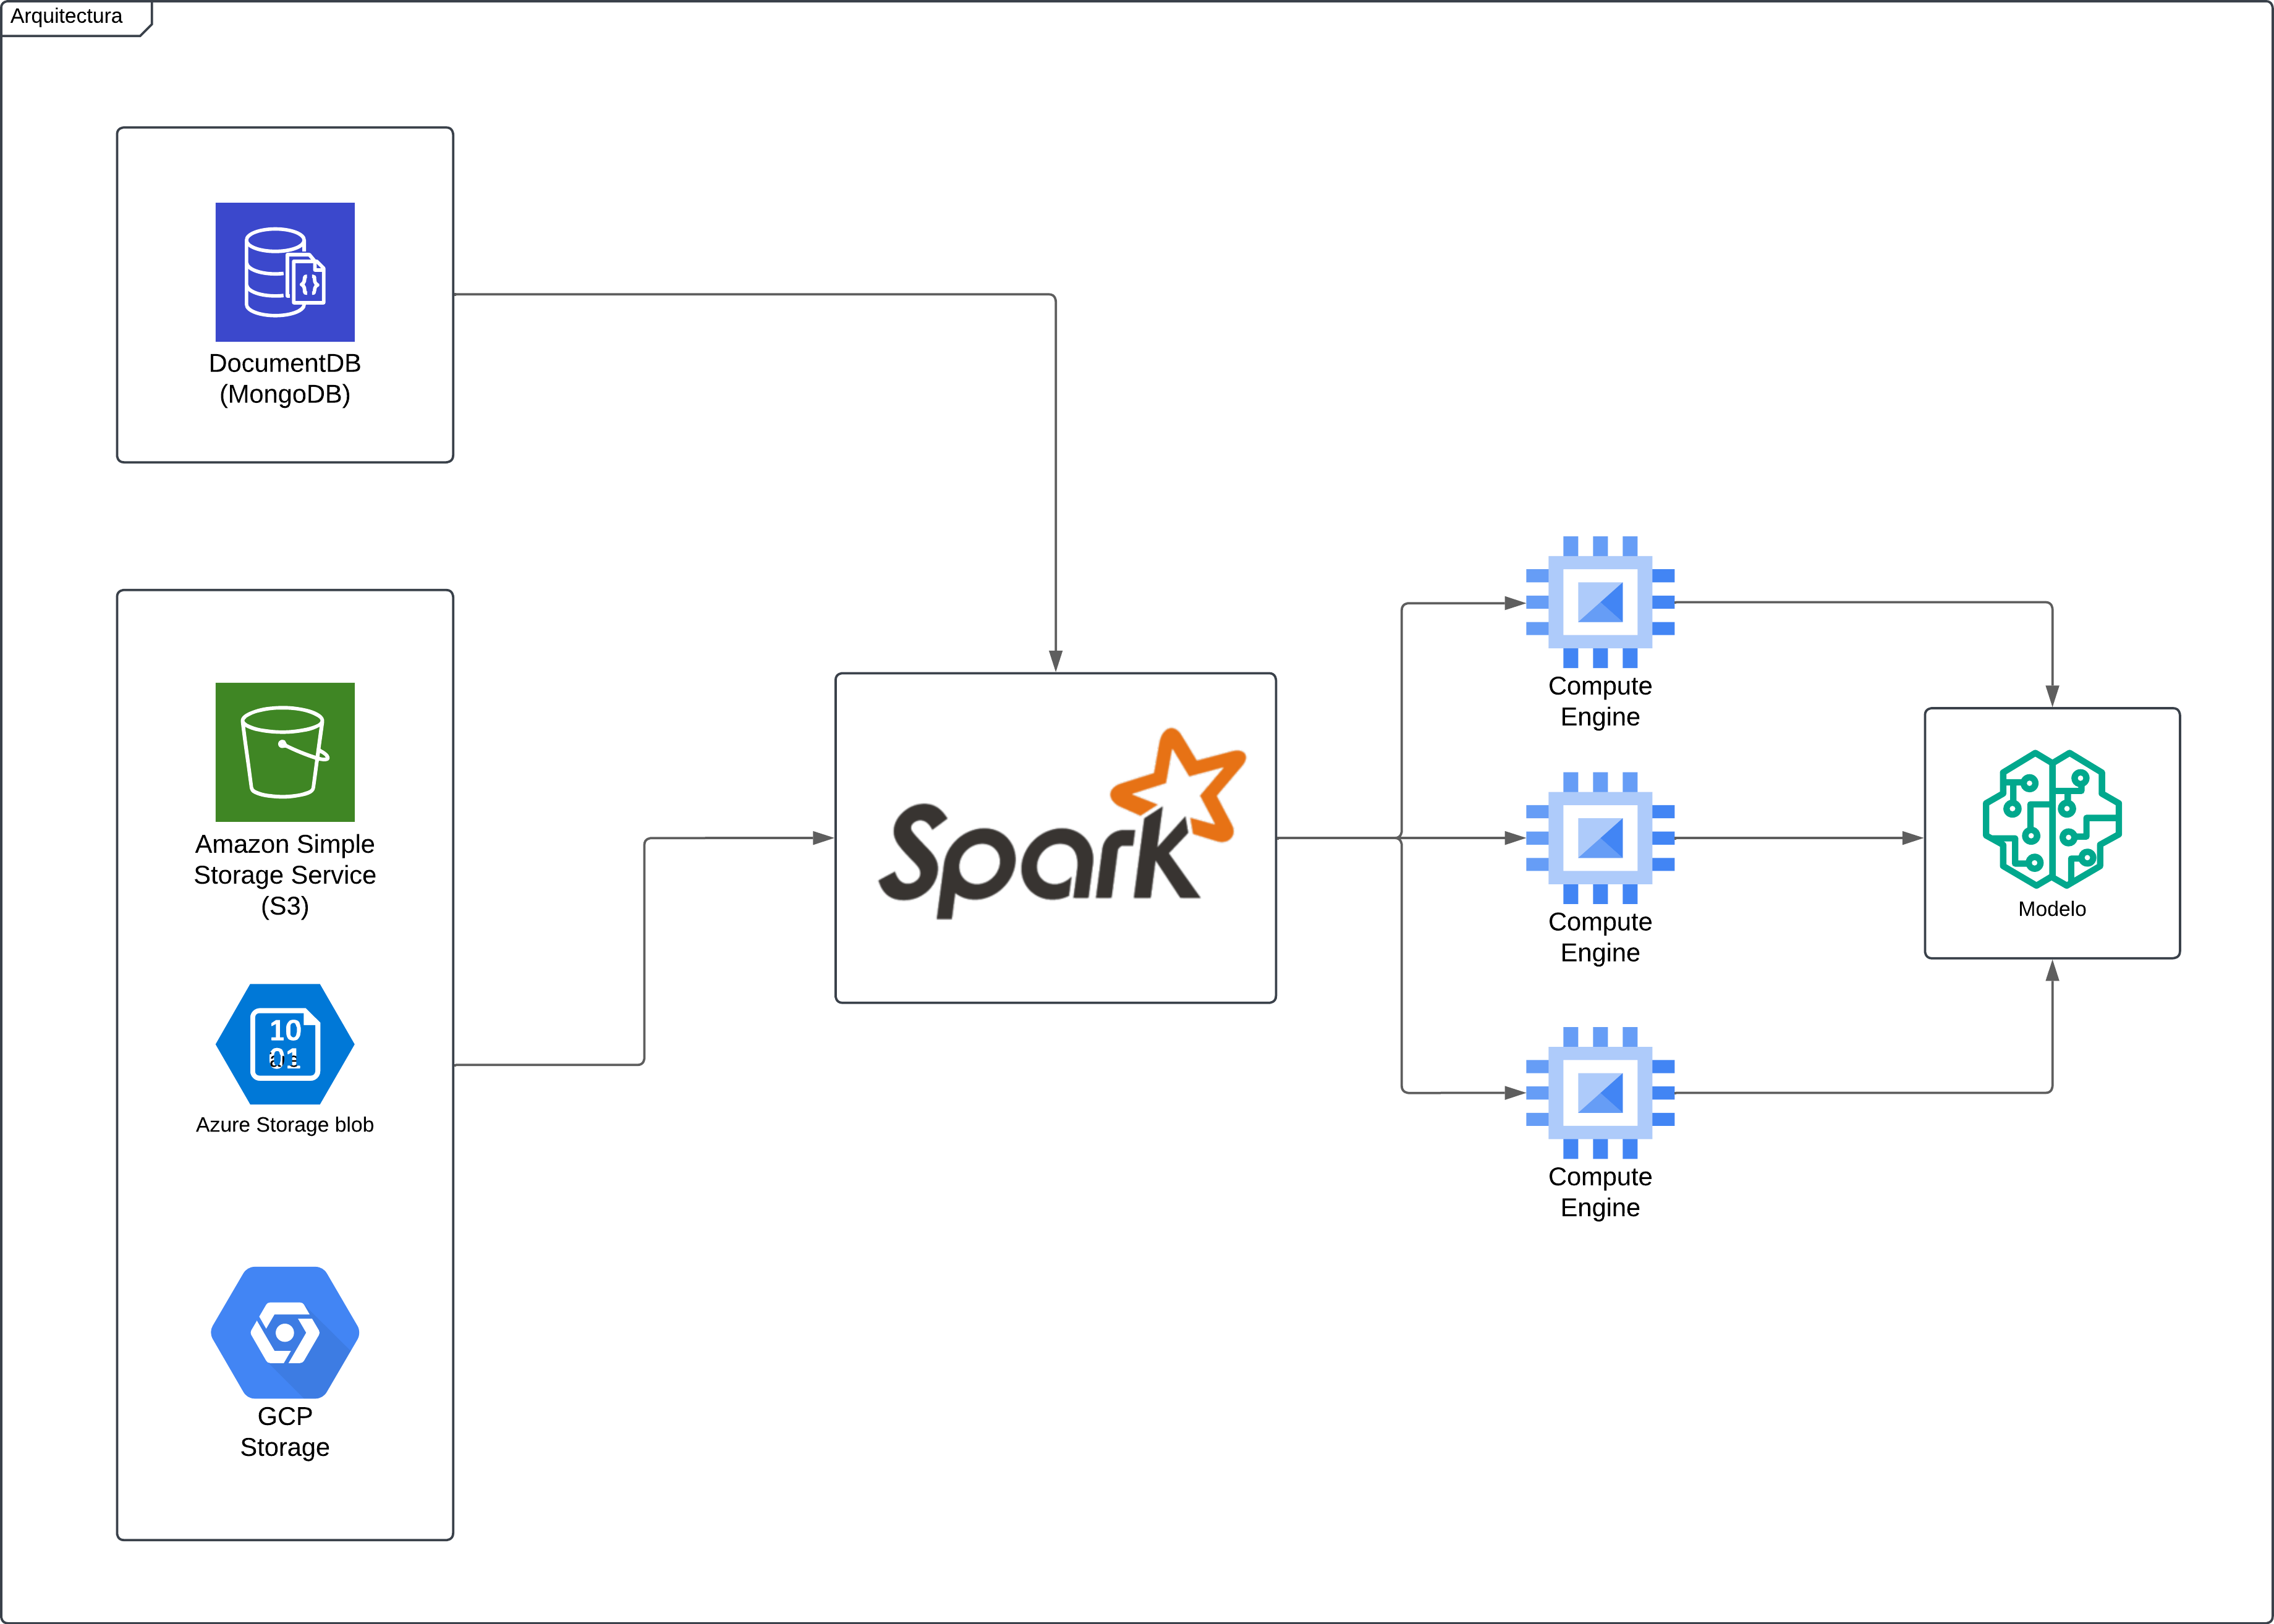 Arquitectura
DocumentDB
(MongoDB)
Amazon Simple
Storage Service
(S3)
10
01
Azure Storage blob
GCP
Storage
Spark
Compute
Engine
Compute
Engine
Compute
Engine
Modelo